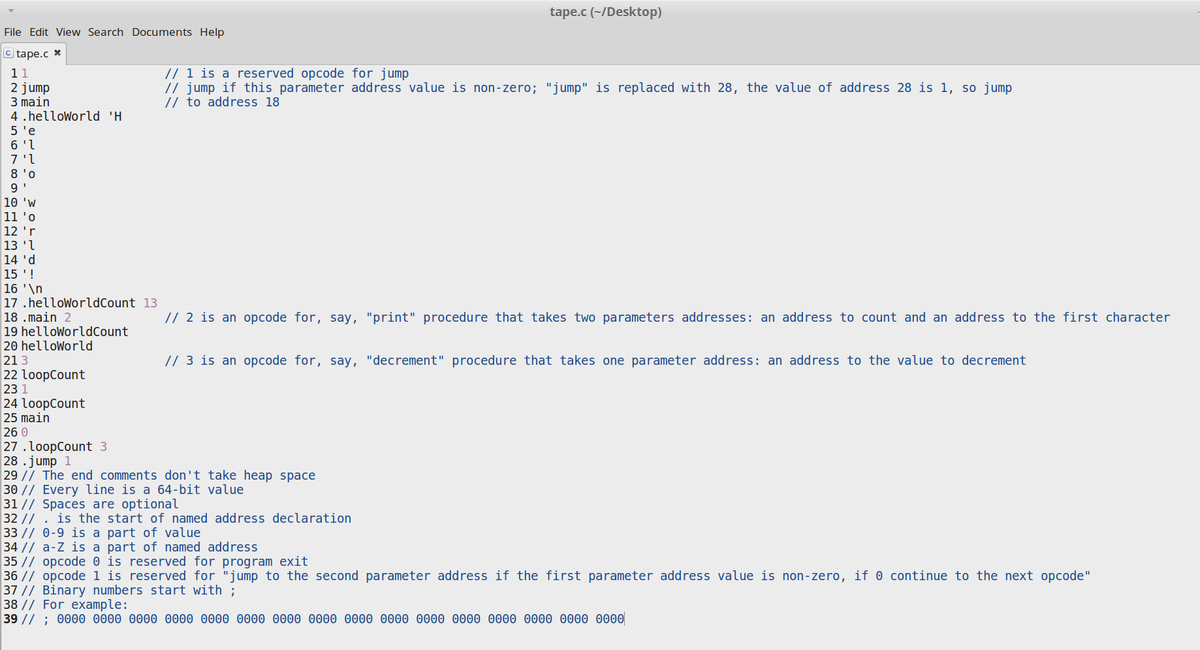 tape.c (~/Desktop)
File Edit View Search Documents Help
c tape.c ✖
1 1 // 1 is a reserved opcode for jump
2 jump // jump if this parameter address value is non-zero; "jump" is replaced with 28, the value of address 28 is 1, so jump
3 main // to address 18
4 .helloWorld 'H
5 'e
6 'l
7 'l
8 'o
9 '
10 'w
11 'o
12 'r
13 'l
14 'd
15 '!
16 '\n
17 .helloWorldCount 13
18 .main 2 // 2 is an opcode for, say, "print" procedure that takes two parameters addresses: an address to count and an address to the first character
19 helloWorldCount
20 helloWorld
21 3 // 3 is an opcode for, say, "decrement" procedure that takes one parameter address: an address to the value to decrement
22 loopCount
23 1
24 loopCount
25 main
26 0
27 .loopCount 3
28 .jump 1
29 // The end comments don't take heap space
30 // Every line is a 64-bit value
31 // Spaces are optional
32 // . is the start of named address declaration
33 // 0-9 is a part of value
34 // a-Z is a part of named address
35 // opcode 0 is reserved for program exit
36 // opcode 1 is reserved for "jump to the second parameter address if the first parameter address value is non-zero, if 0 continue to the next opcode"
37 // Binary numbers start with ;
38 // For example:
39 // ; 0000 0000 0000 0000 0000 0000 0000 0000 0000 0000 0000 0000 0000 0000 0000 0000